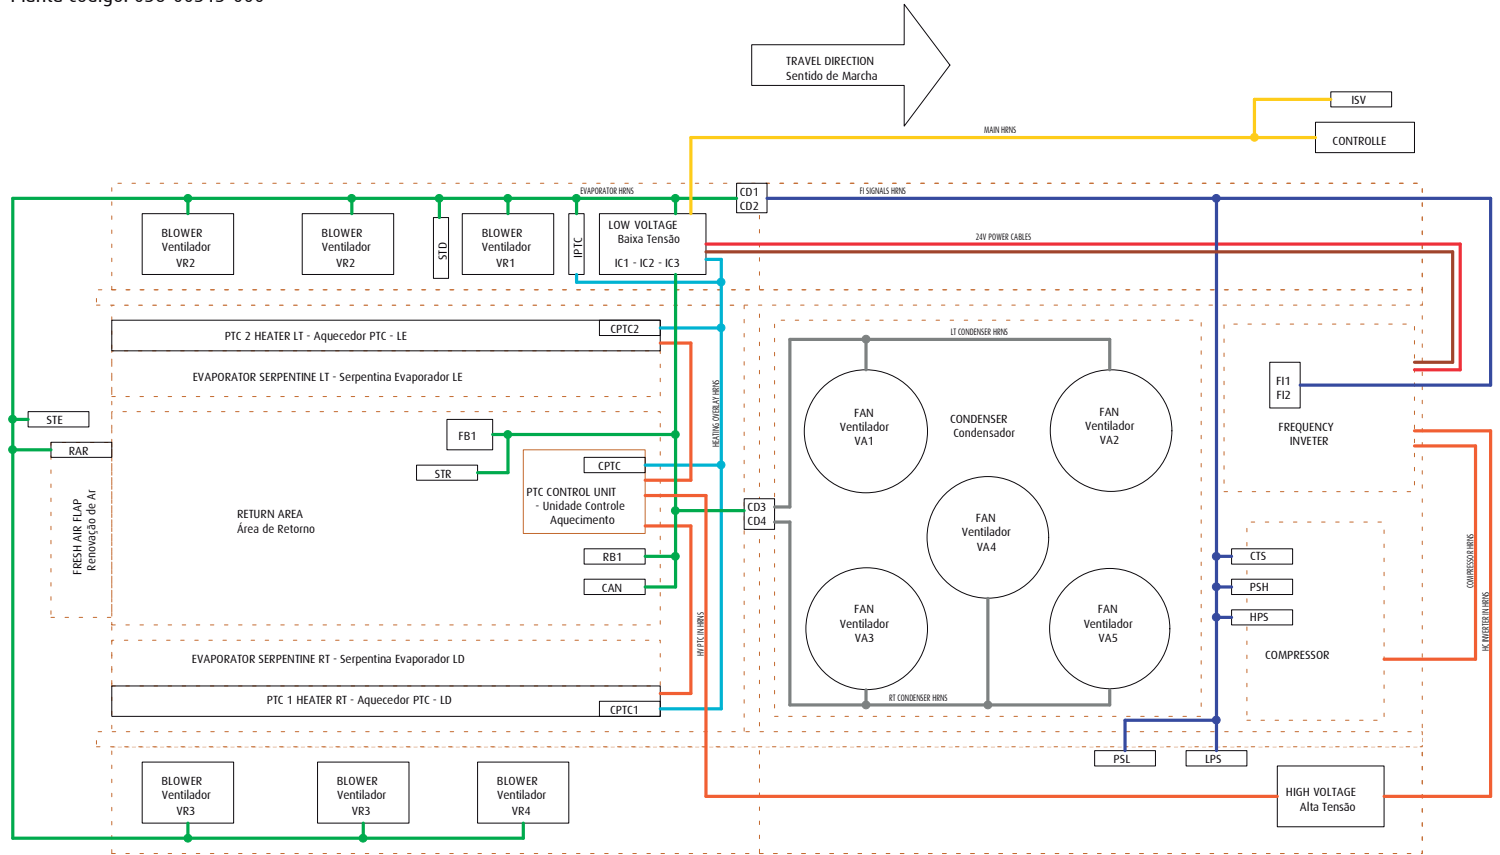 TRAVEL DIRECTION
Sentido de Marcha
ISV
MAIN HRNS
CONTROLLE
EVAPORATOR HRNS
CD1
CD2
FI SIGNALS HRNS
BLOWER
Ventilador
VR2
BLOWER
Ventilador
VR2
STD
BLOWER
Ventilador
VR1
IPTC
LOW VOLTAGE
Baixa Tensão
IC1 - IC2 - IC3
24V POWER CABLES
PTC 2 HEATER LT - Aquecedor PTC - LE
CPTC2
LT CONDENSER HRNS
EVAPORATOR SERPENTINE LT - Serpentina Evaporador LE
HEATING OVERLAY HRNS
FI1
FI2
FREQUENCY
INVETER
STE
RAR
FB1
STR
FAN
Ventilador
VA1
CONDENSER
Condensador
FAN
Ventilador
VA2
CPTC
PTC CONTROL UNIT
- Unidade Controle
Aquecimento
RETURN AREA
Área de Retorno
FRESH AIR FLAP
Renovação de Ar
CD3
CD4
FAN
Ventilador
VA4
RB1
CAN
CTS
PSH
HPS
COMPRESSOR HRNS
HC INVERTER IN HRNS
HV PTC IN HRNS
FAN
Ventilador
VA3
FAN
Ventilador
VA5
COMPRESSOR
EVAPORATOR SERPENTINE RT - Serpentina Evaporador LD
PTC 1 HEATER RT - Aquecedor PTC - LD
CPTC1
RT CONDENSER HRNS
PSL
LPS
BLOWER
Ventilador
VR3
BLOWER
Ventilador
VR3
BLOWER
Ventilador
VR4
HIGH VOLTAGE
Alta Tensão